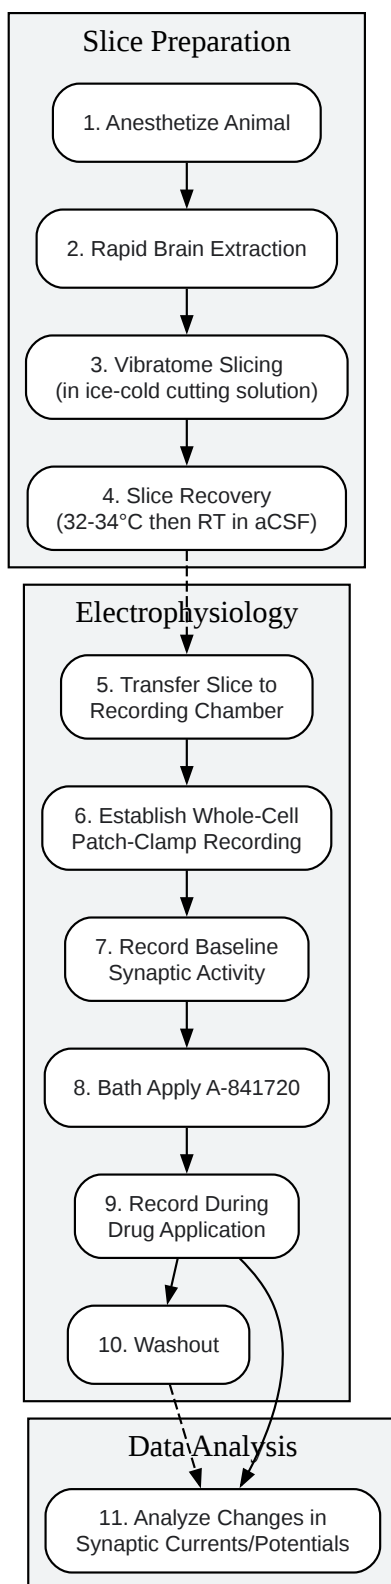 Slice Preparation
1. Anesthetize Animal
2. Rapid Brain Extraction
3. Vibratome Slicing
(in ice-cold cutting solution)
4. Slice Recovery
(32-34°C then RT in aCSF)
Electrophysiology
5. Transfer Slice to
Recording Chamber
6. Establish Whole-Cell
Patch-Clamp Recording
7. Record Baseline
Synaptic Activity
8. Bath Apply A-841720
9. Record During
Drug Application
10. Washout
Data Analysis
11. Analyze Changes in
Synaptic Currents/Potentials